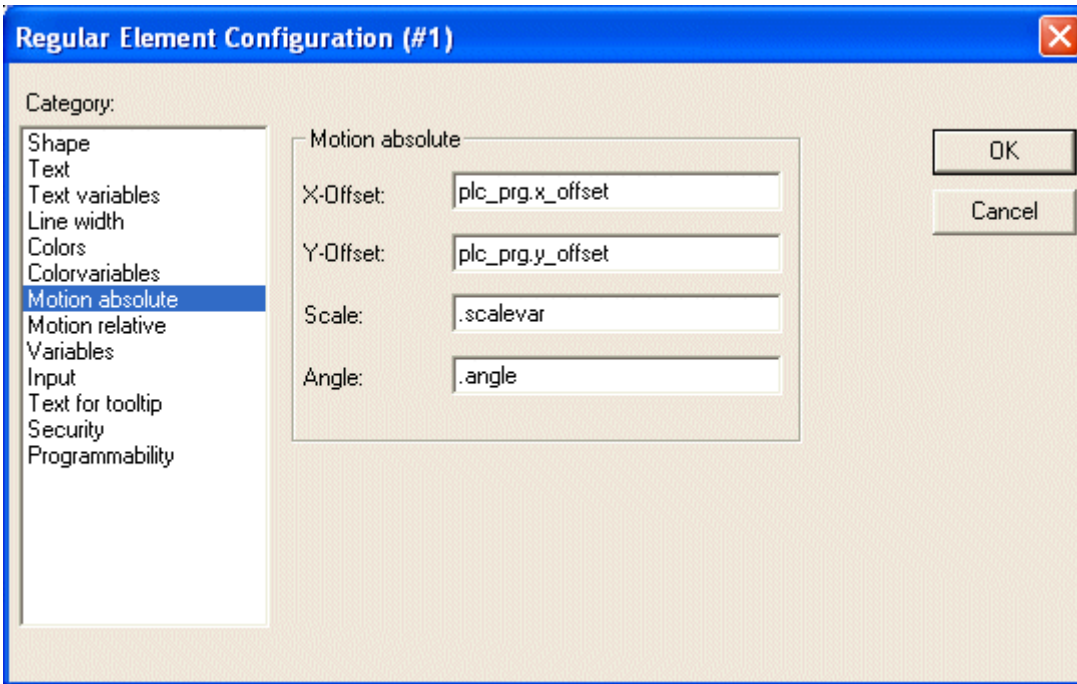 Regular Element Configuration (#1)
Category:
Shape
Text
Text variables
Line width
Colors
Colorvariables
Motion absolute
Motion relative
Variables
Input
Text for tooltip
Security
Programmability
Motion absolute
X-Offset: plc_prg.x_offset
Y-Offset: plc_prg.y_offset
Scale: .scalevar
Angle: .angle
OK
Cancel